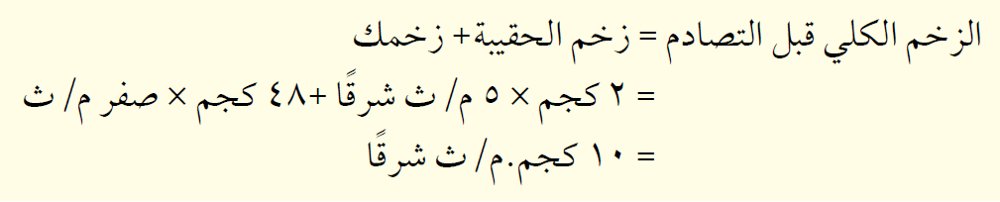 الزخم الكلي قبل التصادم = زخم الحقيبة+ زخمك
= ٢ كجم × ٥ م/ ث شرقًا +٤٨ كجم × صفر م/ ث
= ١٠ كجم.م/ ث شرقًا